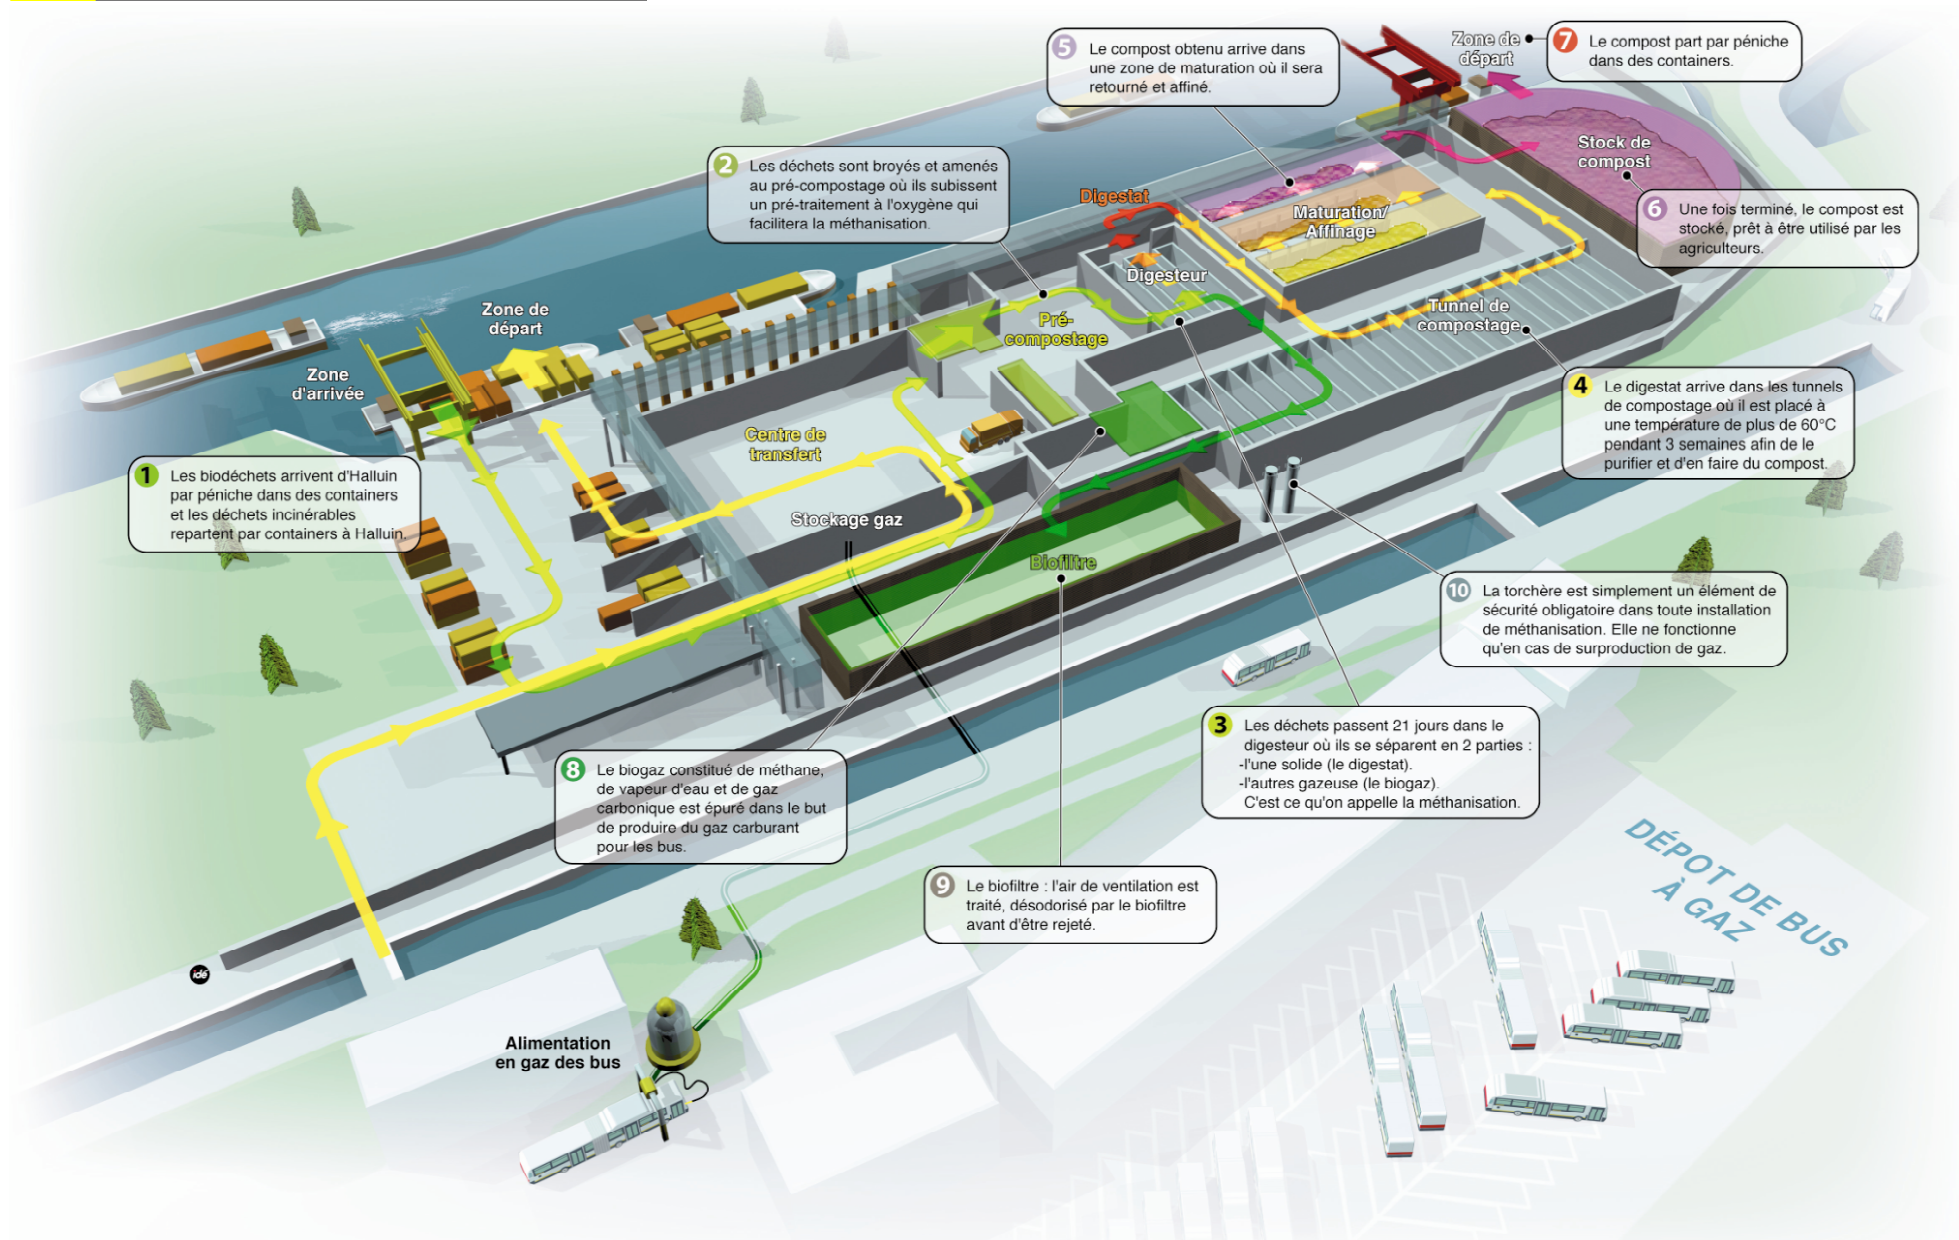 5 Le compost obtenu arrive dans
une zone de maturation où il sera
retourné et affiné.
Zone de
départ
7 Le compost part par péniche
dans des containers.
2 Les déchets sont broyés et amenés
au pré-compostage où ils subissent
un pré-traitement à l'oxygène qui
facilitera la méthanisation.
Stock de
compost
Digestat
Maturation/
Affinage
6 Une fois terminé, le compost est
stocké, prêt à être utilisé par les
agriculteurs.
Digesteur
Zone de
départ
Pré-
compostage
Tunnel de
compostage
Zone
d'arrivée
4 Le digestat arrive dans les tunnels
de compostage où il est placé à
une température de plus de 60°C
pendant 3 semaines afin de le
purifier et d'en faire du compost.
Centre de
transfert
1 Les biodéchets arrivent d'Halluin
par péniche dans des containers
et les déchets incinérables
repartent par containers à Halluin.
Stockage gaz
Biofiltre
10 La torchère est simplement un élément de
sécurité obligatoire dans toute installation
de méthanisation. Elle ne fonctionne
qu'en cas de surproduction de gaz.
3 Les déchets passent 21 jours dans le
digesteur où ils se séparent en 2 parties :
-l'une solide (le digestat).
-l'autres gazeuse (le biogaz).
C'est ce qu'on appelle la méthanisation.
8 Le biogaz constitué de méthane,
de vapeur d'eau et de gaz
carbonique est épuré dans le but
de produire du gaz carburant
pour les bus.
9 Le biofiltre : l'air de ventilation est
traité, désodorisé par le biofiltre
avant d'être rejeté.
DÉPOT DE BUS
À GAZ
idé
Alimentation
en gaz des bus